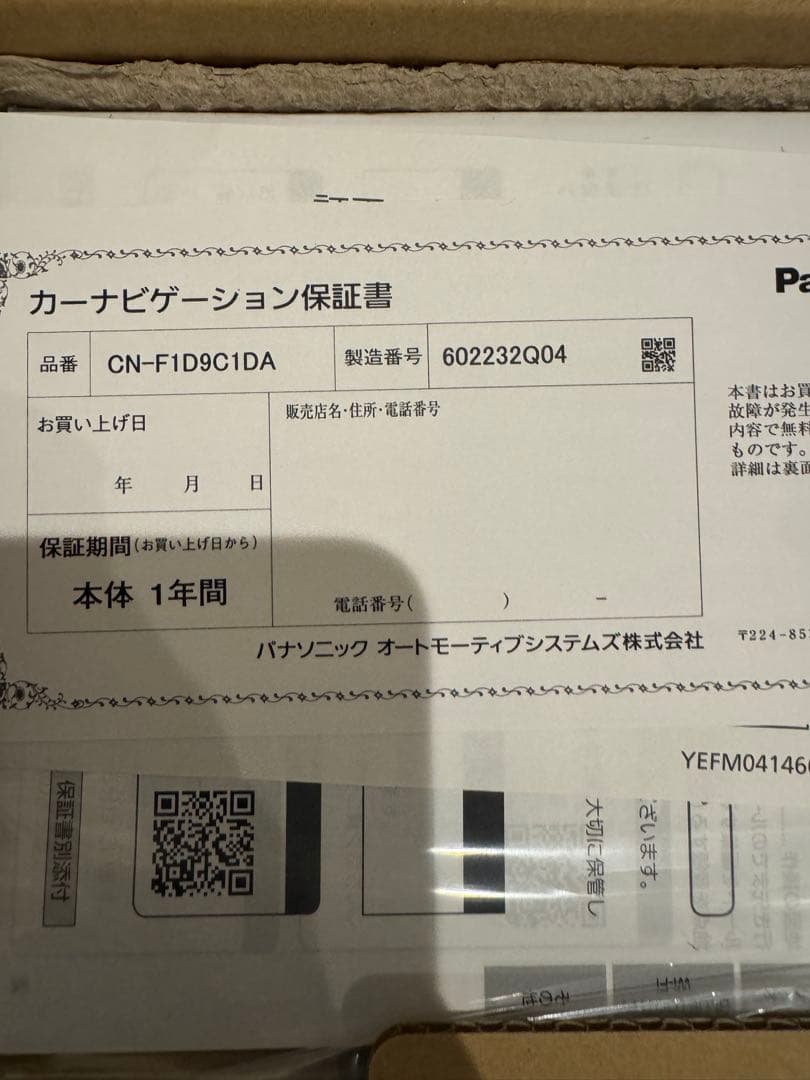 カーナビゲーション保証書
Pa
品番 CN-F1D9C1DA 製造番号 602232Q04
お買い上げ日
年 月 日
販売店名・住所・電話番号
保証期間(お買い上げ日から)
本体 1年間
電話番号( ) －
本書はお買
故障が発生
内容で無料
ものです。
詳細は裏面
パナソニック オートモーティブシステムズ株式会社
〒224-85
YEFM04146
保証書別添付
ざいます。
大切に保管し